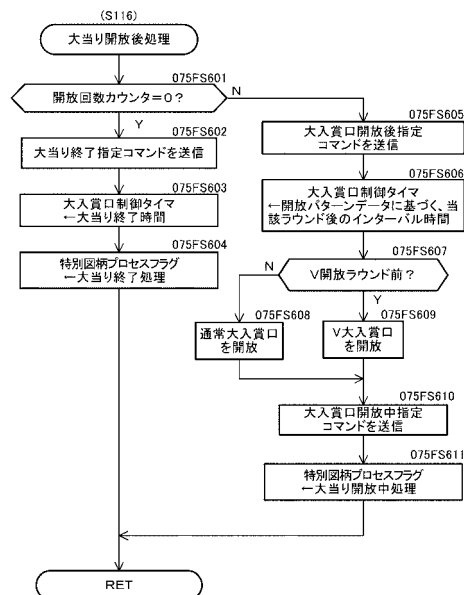 (S116)
大当り開放後処理
075FS601
開放回数カウンタ＝0？
Y
N
075FS602
大当り終了指定コマンドを送信
075FS603
大入賞口制御タイマ
←大当り終了時間
075FS604
特別図柄プロセスフラグ
←大当り終了処理
075FS605
大入賞口開放後指定
コマンドを送信
075FS606
大入賞口制御タイマ
←開放パターンデータに基づく、当
該ラウンド後のインターバル時間
075FS607
V開放ラウンド前？
N
Y
075FS608
通常大入賞口
を開放
075FS609
V大入賞口
を開放
075FS610
大入賞口開放中指定
コマンドを送信
075FS611
特別図柄プロセスフラグ
←大当り開放中処理
RET